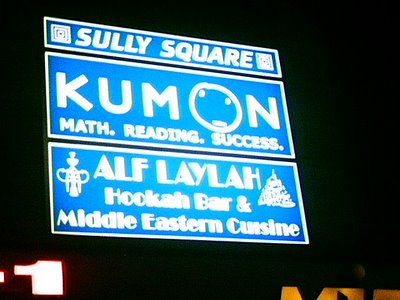 SULLY SQUARE
KUMON
MATH. READING. SUCCESS.
ALF LAYLAH
Hookah Bar &
Middle Eastern Cuisine